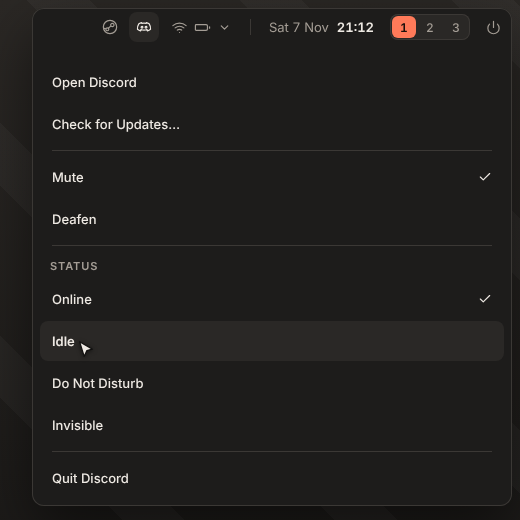 Sat 7 Nov 21:12 1 2 3
Open Discord
Check for Updates...
Mute
Deafen
STATUS
Online
Idle
Do Not Disturb
Invisible
Quit Discord